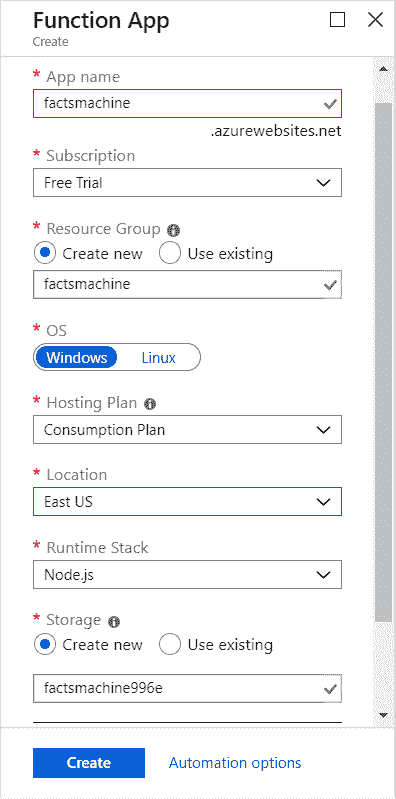 Function App
Create
* App name
factsmachine
.azurewebsites.net
* Subscription
Free Trial
* Resource Group
Create new Use existing
factsmachine
* OS
Windows Linux
* Hosting Plan
Consumption Plan
* Location
East US
* Runtime Stack
Node.js
* Storage
Create new Use existing
factsmachine996e
Create Automation options